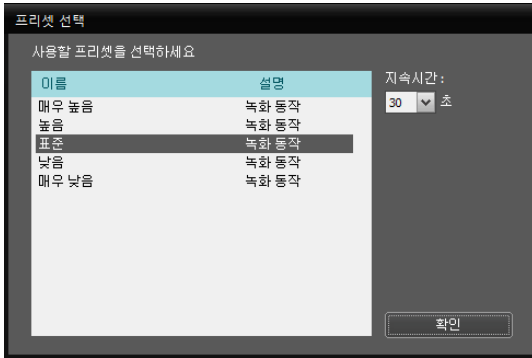 프리셋 선택
사용할 프리셋을 선택하세요
이름 설명
매우 높음 녹화 동작
높음 녹화 동작
표준 녹화 동작
낮음 녹화 동작
매우 낮음 녹화 동작
지속시간 :
30 초
확인